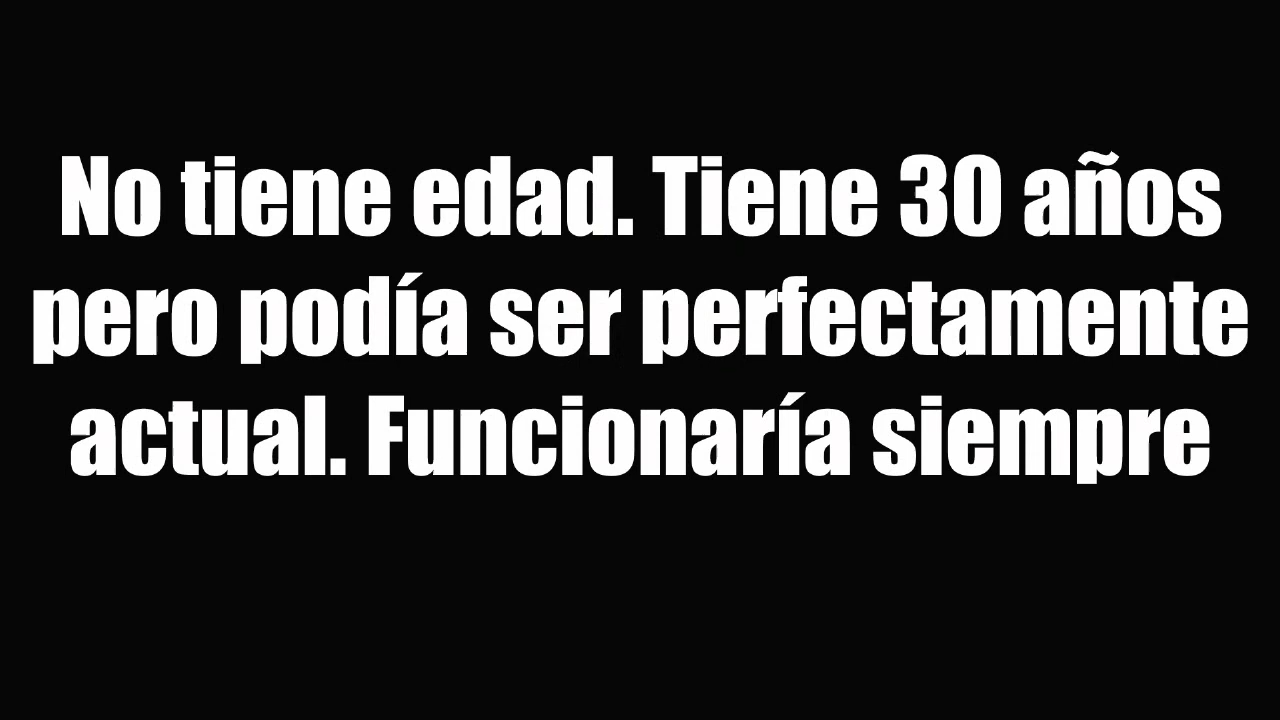 No tiene edad. Tiene 30 años
pero podía ser perfectamente
actual. Funcionaría siempre